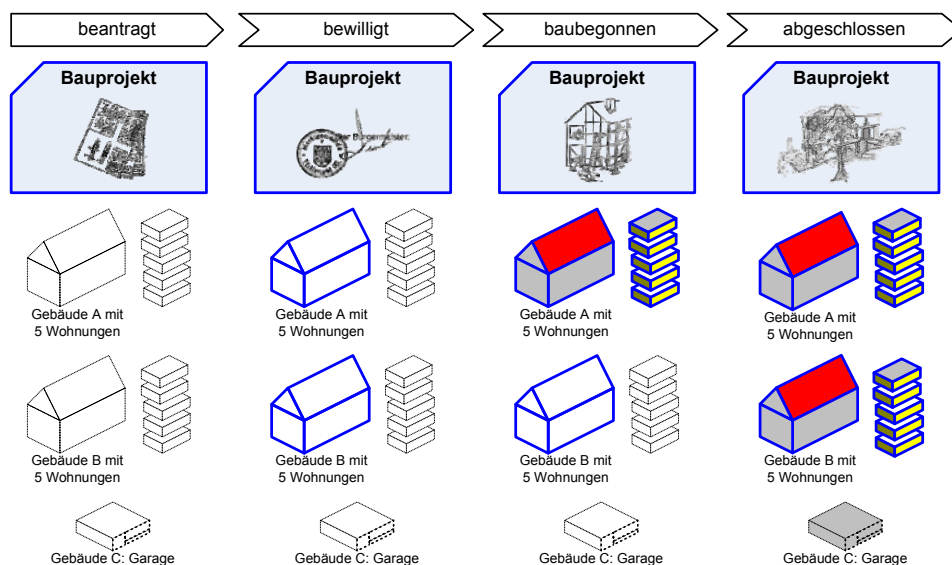 beantragt
bewilligt
baubegonnen
abgeschlossen
Bauprojekt
Bauprojekt
Bauprojekt
Bauprojekt
Der Bürgermeister:
Gebäude A mit
5 Wohnungen
Gebäude A mit
5 Wohnungen
Gebäude A mit
5 Wohnungen
Gebäude A mit
5 Wohnungen
Gebäude B mit
5 Wohnungen
Gebäude B mit
5 Wohnungen
Gebäude B mit
5 Wohnungen
Gebäude B mit
5 Wohnungen
Gebäude C: Garage
Gebäude C: Garage
Gebäude C: Garage
Gebäude C: Garage